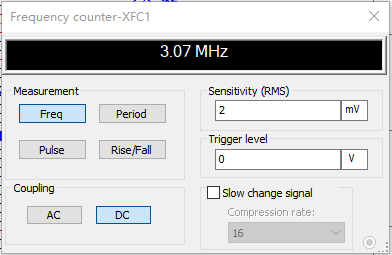 Frequency counter-XFC1
3.07 MHz
Measurement
Freq
Period
Pulse
Rise/Fall
Coupling
AC
DC
Sensitivity (RMS)
2
mV
Trigger level
0
V
Slow change signal
Compression rate:
16